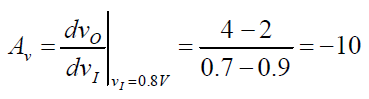 A_v = dv_O / dv_I |_{v_I=0.8V} = (4 − 2) / (0.7 − 0.9) = −10